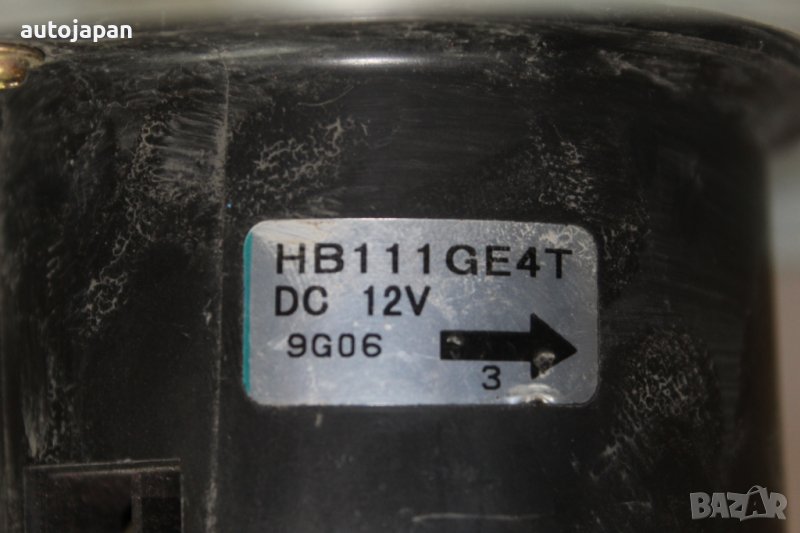 autojapan
HB111GE4T
DC 12V
9G06
3
BAZAR